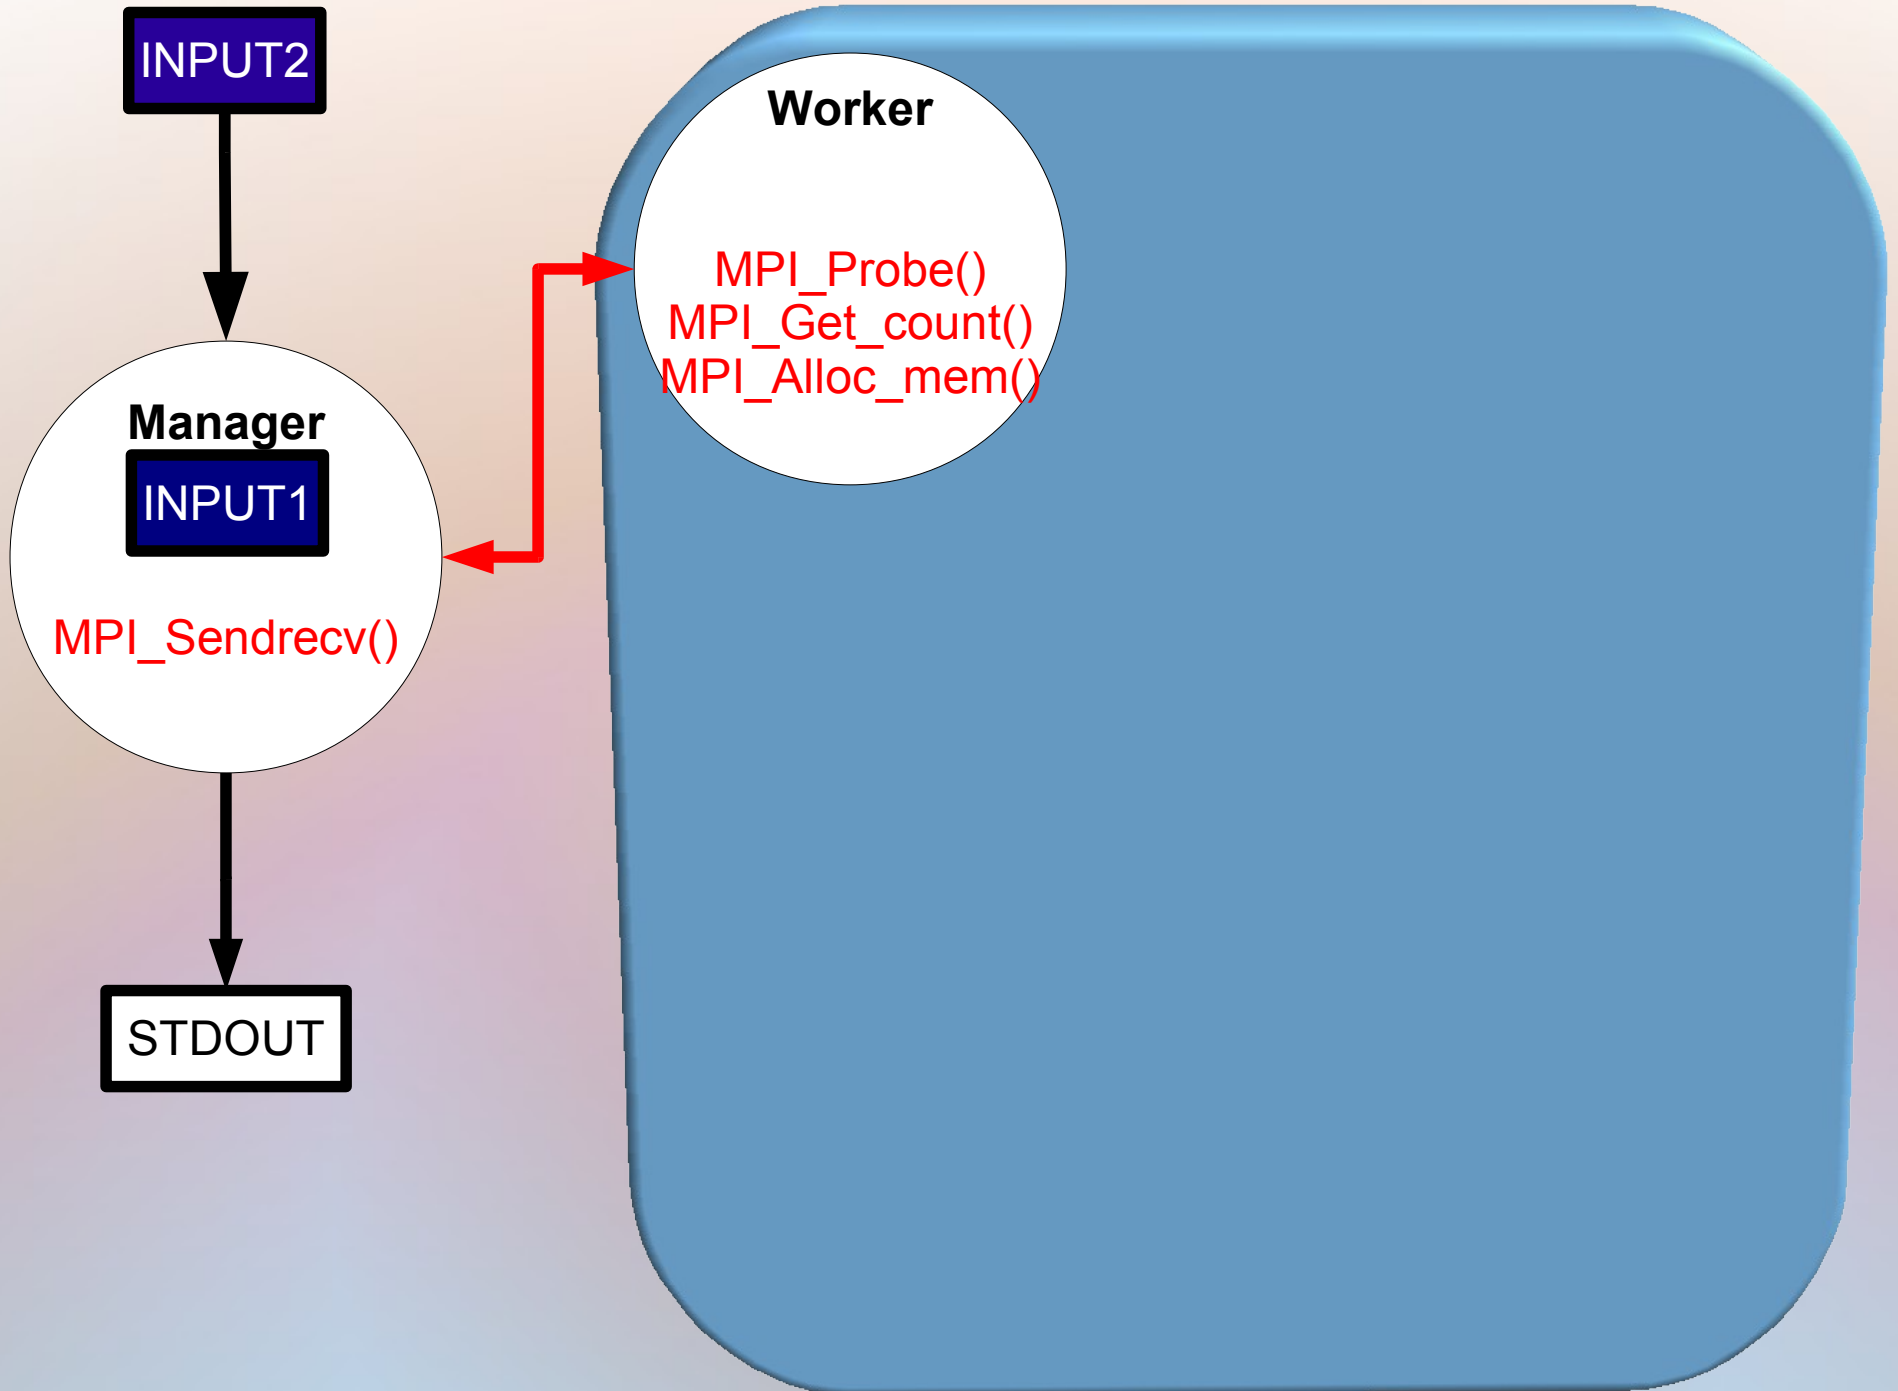 INPUT2
Worker
MPI_Probe()
MPI_Get_count()
MPI_Alloc_mem()
Manager
INPUT1
MPI_Sendrecv()
STDOUT